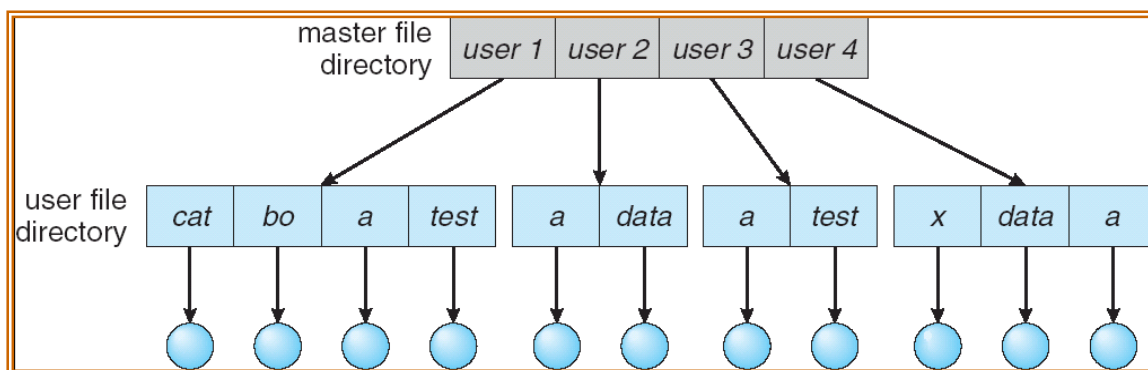 master file
directory
user 1 user 2 user 3 user 4
user file
directory
cat bo a test a data a test x data a